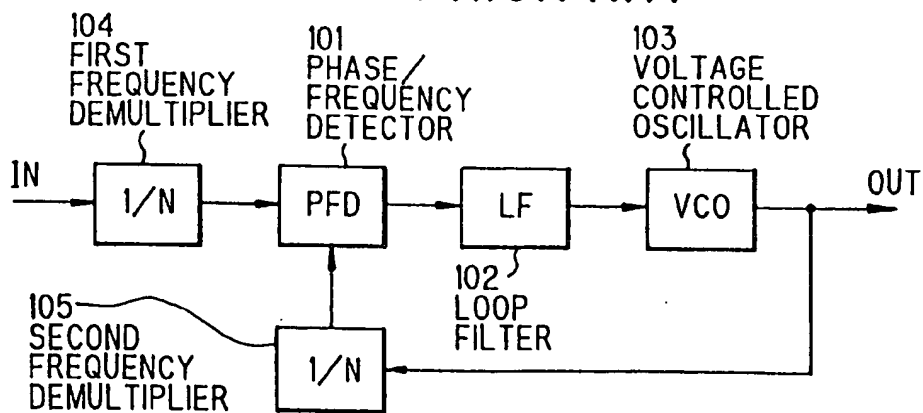 104
FIRST
FREQUENCY
DEMULTIPLIER
101
PHASE/
FREQUENCY
DETECTOR
103
VOLTAGE
CONTROLLED
OSCILLATOR
IN
1/N
PFD
LF
VCO
OUT
102
LOOP
FILTER
105
SECOND
FREQUENCY
DEMULTIPLIER
1/N